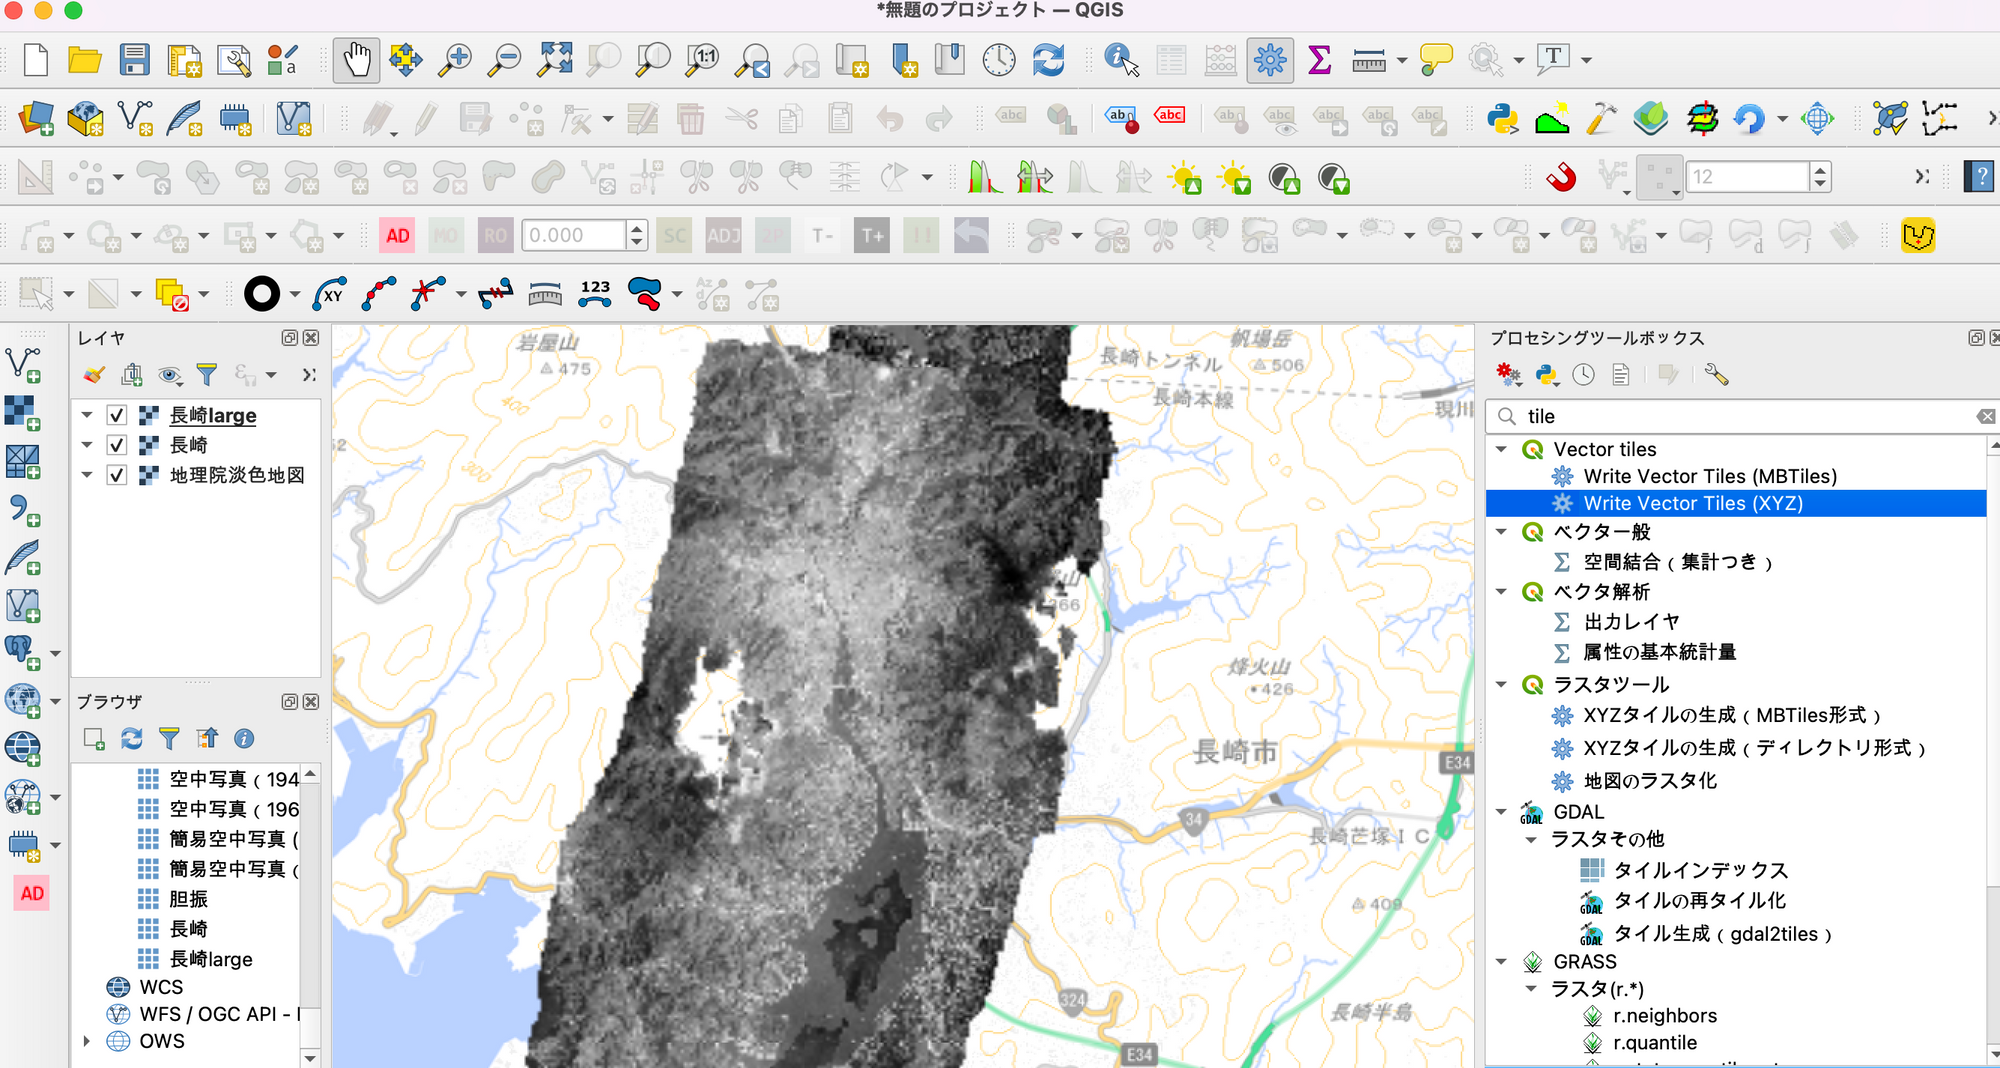 *無題のプロジェクト — QGIS
1:1
T
abc
abc
abc
abc
12
?
AD
MO
RO
0.000
SC
ADJ
2P
T-
T+
XY
123
レイヤ
長崎large
長崎
地理院淡色地図
ブラウザ
空中写真（194
空中写真（196
簡易空中写真（
簡易空中写真（
胆振
長崎
長崎large
WCS
WFS / OGC API -
OWS
AD
岩屋山
475
400
300
帆場岳
506
長崎トンネル
長崎本線
現川
366
烽火山
426
長崎市
E34
34
長崎芒塚IC
409
324
長崎半島
E34
プロセシングツールボックス
tile
Vector tiles
Write Vector Tiles (MBTiles)
Write Vector Tiles (XYZ)
ベクター般
空間結合（集計つき）
ベクタ解析
出力レイヤ
属性の基本統計量
ラスタツール
XYZタイルの生成（MBTiles形式）
XYZタイルの生成（ディレクトリ形式）
地図のラスタ化
GDAL
ラスタその他
タイルインデックス
タイルの再タイル化
タイル生成（gdal2tiles）
GRASS
ラスタ(r.*)
r.neighbors
r.quantile